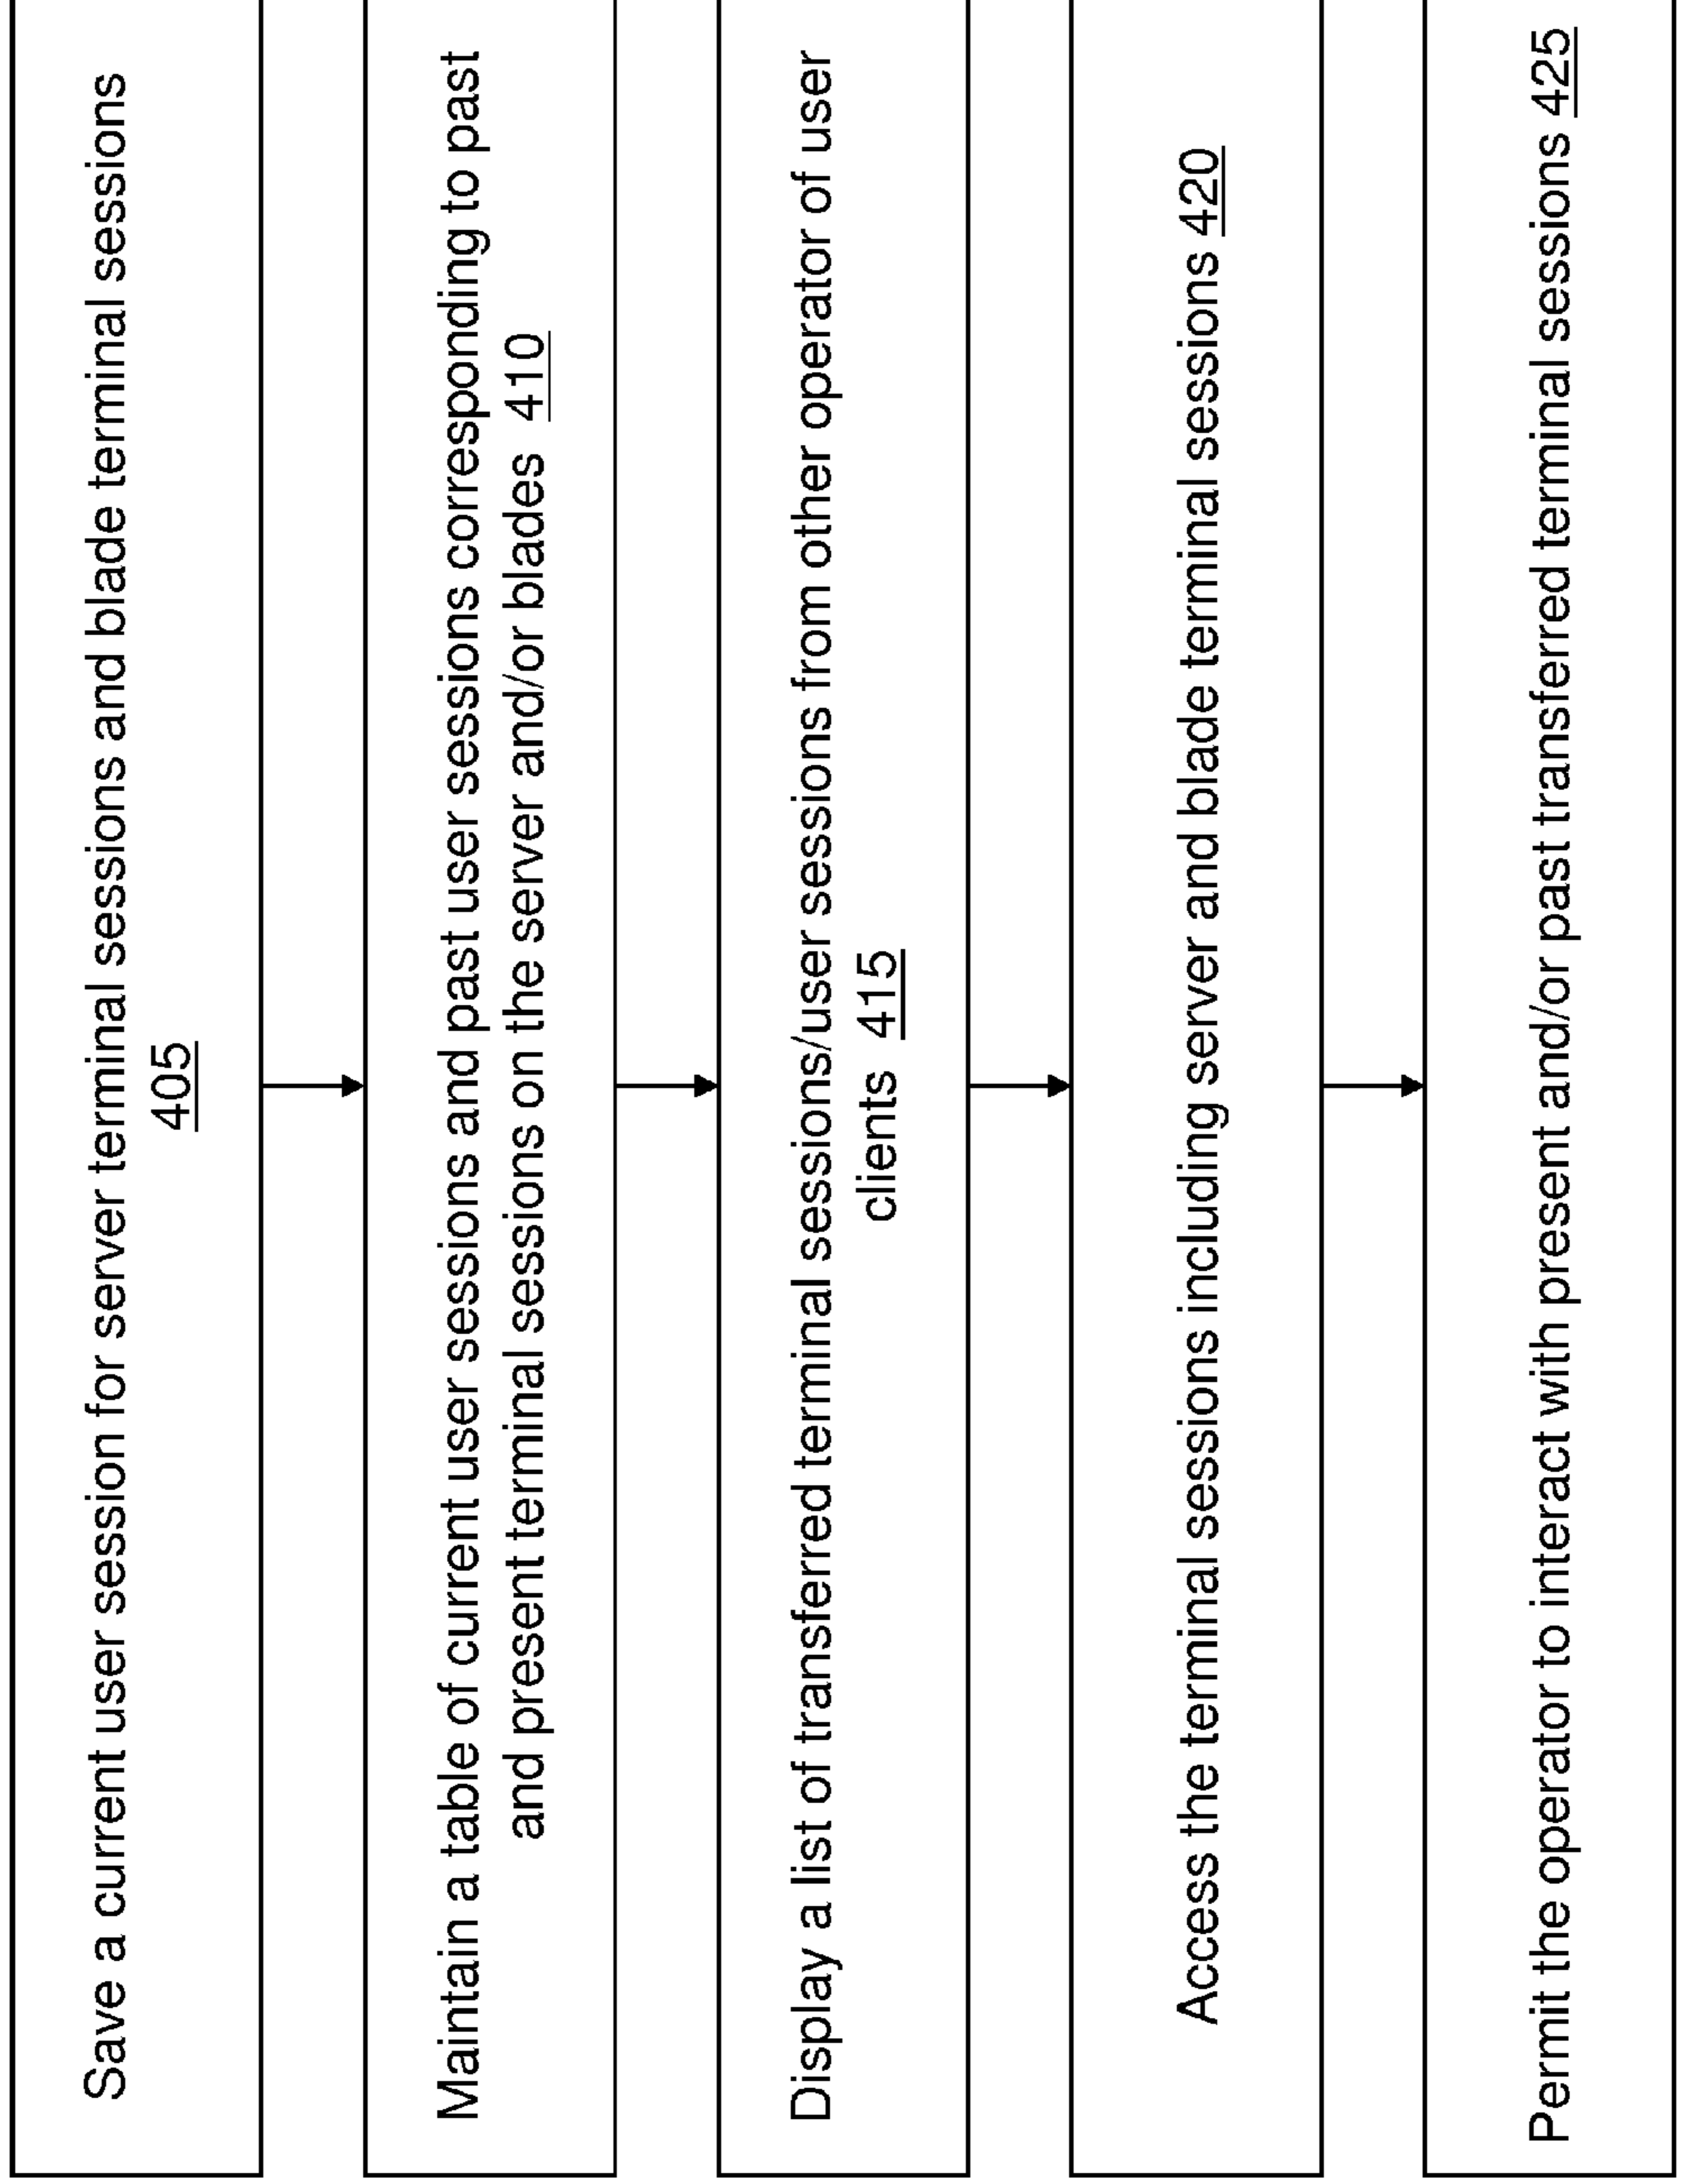 Save a current user session for server terminal sessions and blade terminal sessions
405
Maintain a table of current user sessions and past user sessions corresponding to past
and present terminal sessions on the server and/or blades 410
Display a list of transferred terminal sessions/user sessions from other operator of user
clients 415
Access the terminal sessions including server and blade terminal sessions 420
Permit the operator to interact with present and/or past transferred terminal sessions 425